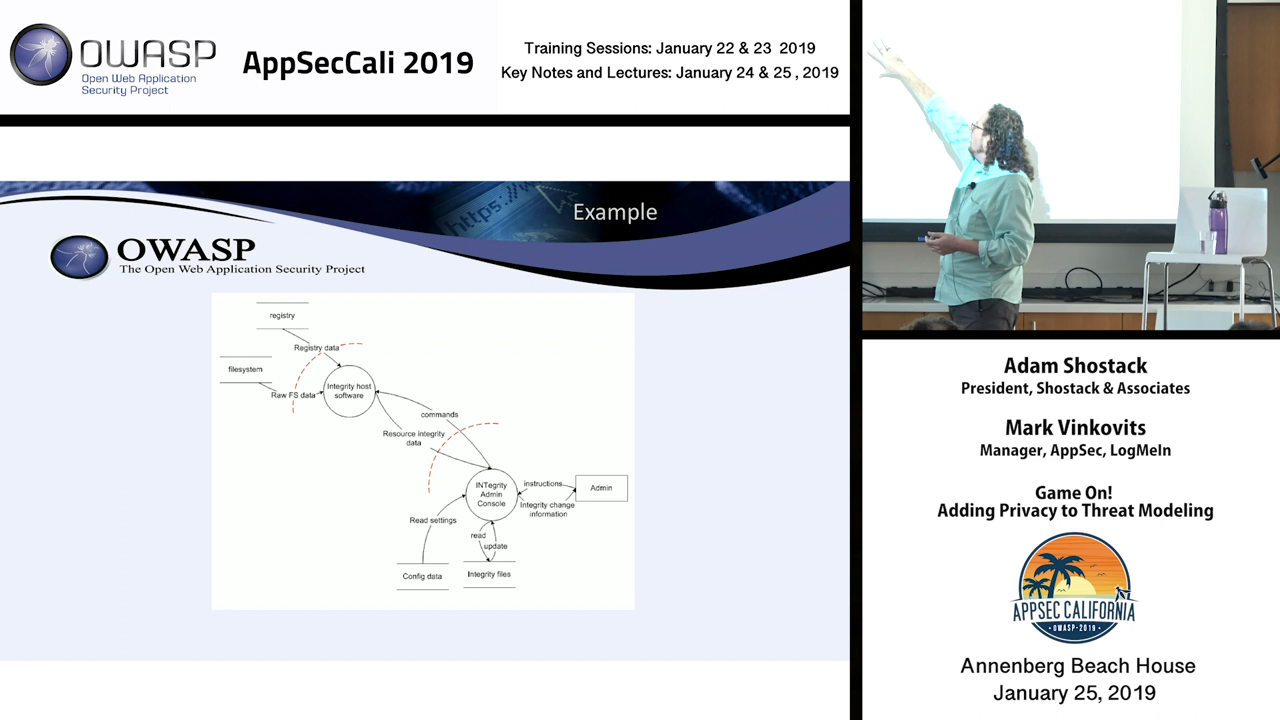 OWASP
Open Web Application
Security Project
AppSecCali 2019
Training Sessions: January 22 & 23 2019
Key Notes and Lectures: January 24 & 25 , 2019
https://
Example
OWASP
The Open Web Application Security Project
registry
Registry data
filesystem
Raw FS data
Integrity host
software
commands
Resource integrity
data
INTegrity
Admin
Console
instructions
Admin
Integrity change
information
Read settings
read
update
Config data
Integrity files
Adam Shostack
President, Shostack & Associates
Mark Vinkovits
Manager, AppSec, LogMeIn
Game On!
Adding Privacy to Threat Modeling
APPSEC CALIFORNIA
OWASP-2019
Annenberg Beach House
January 25, 2019